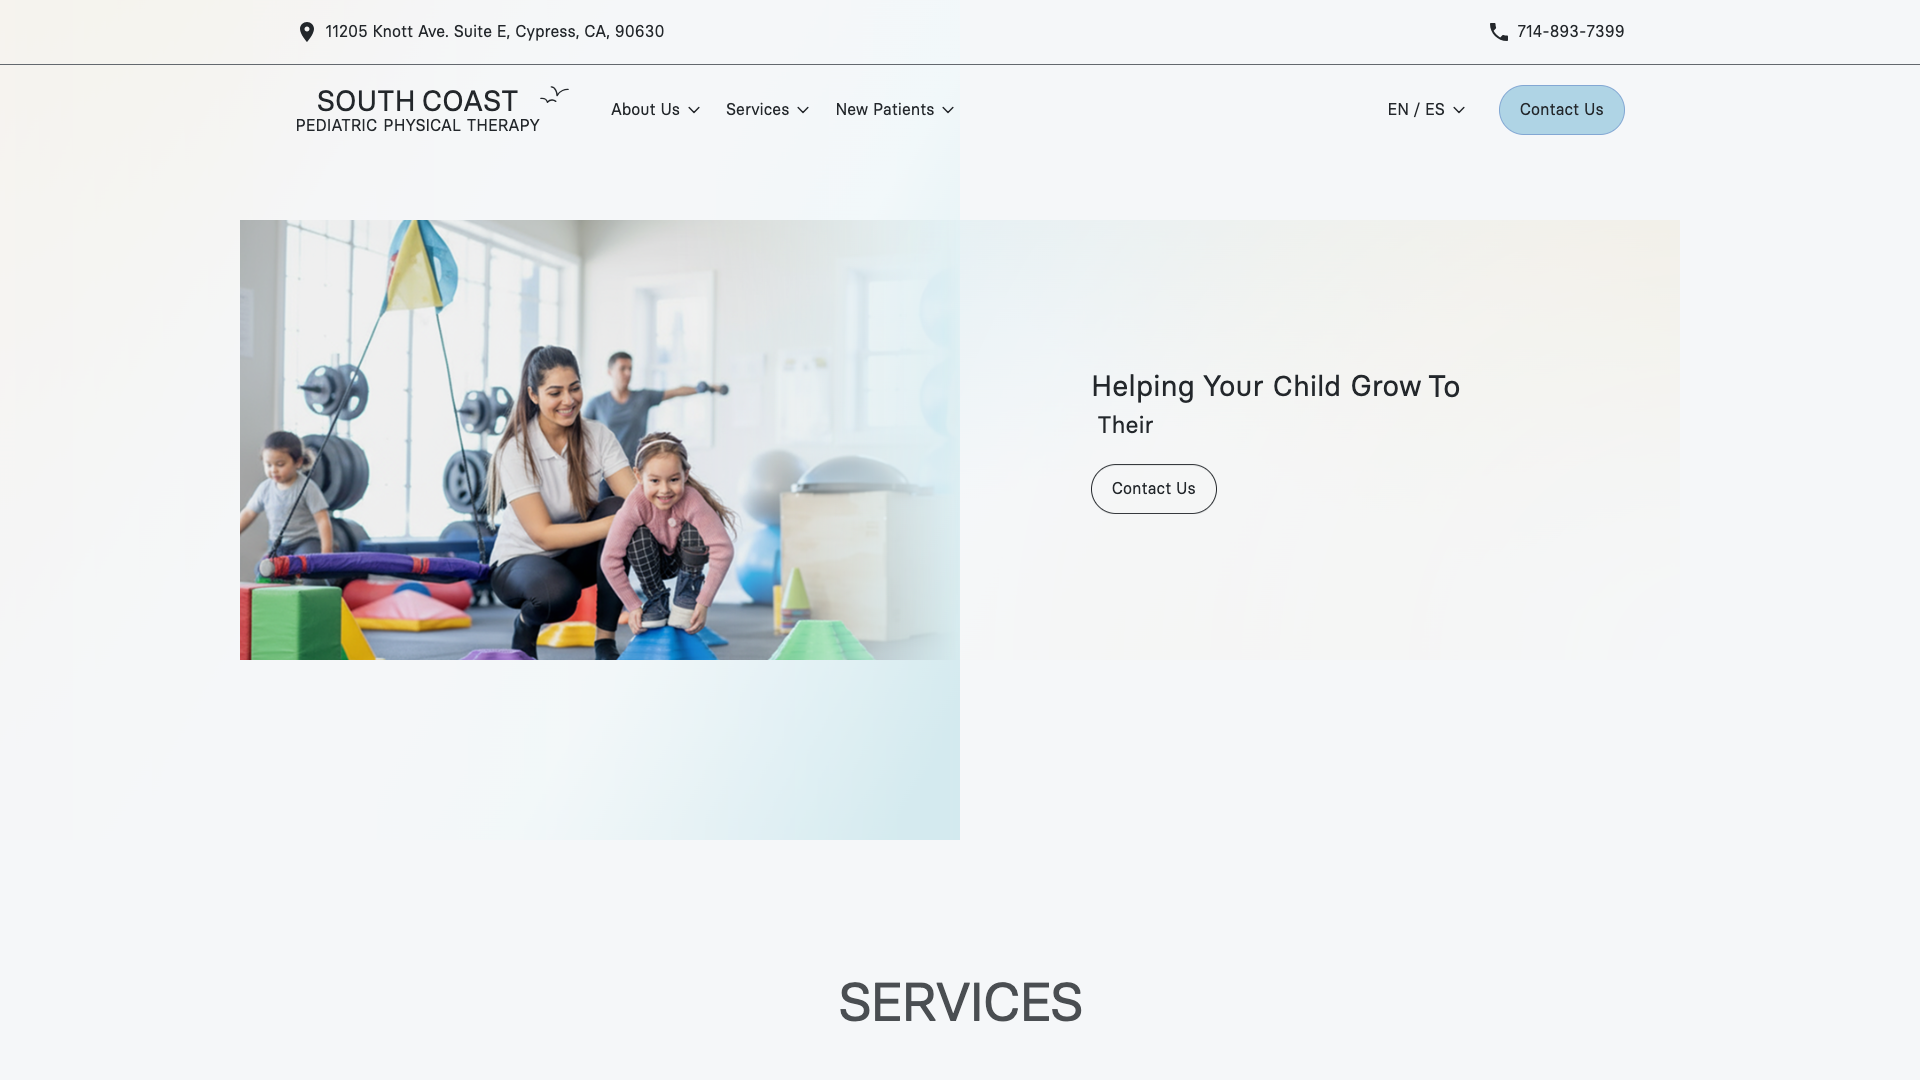 11205 Knott Ave. Suite E, Cypress, CA, 90630
714-893-7399
SOUTH COAST
PEDIATRIC PHYSICAL THERAPY
About Us
Services
New Patients
EN / ES
Contact Us
Helping Your Child Grow To
Their
Contact Us
SERVICES